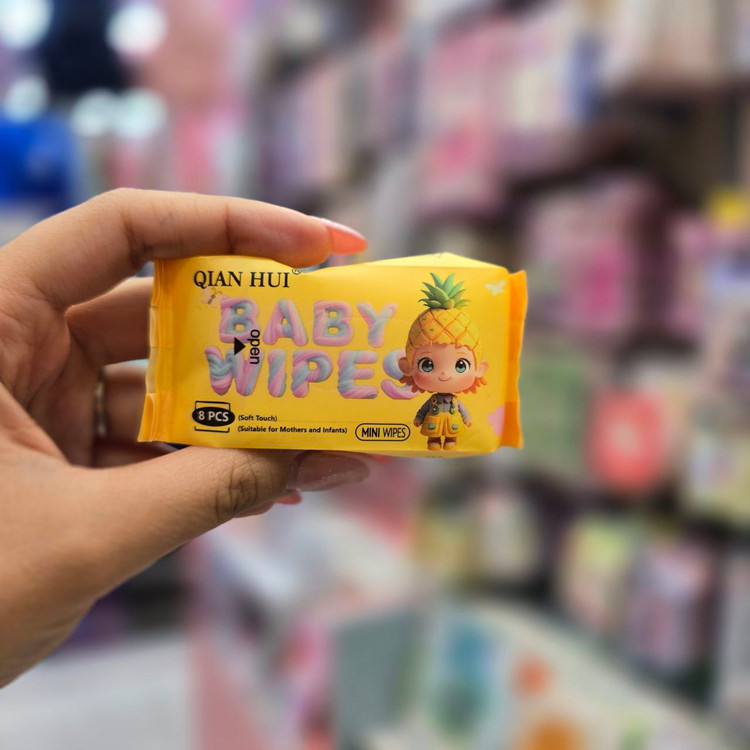 QIAN HUI®
BABY
WIPES
open
8 PCS
(Soft Touch)
(Suitable for Mothers and Infants)
MINI WIPES